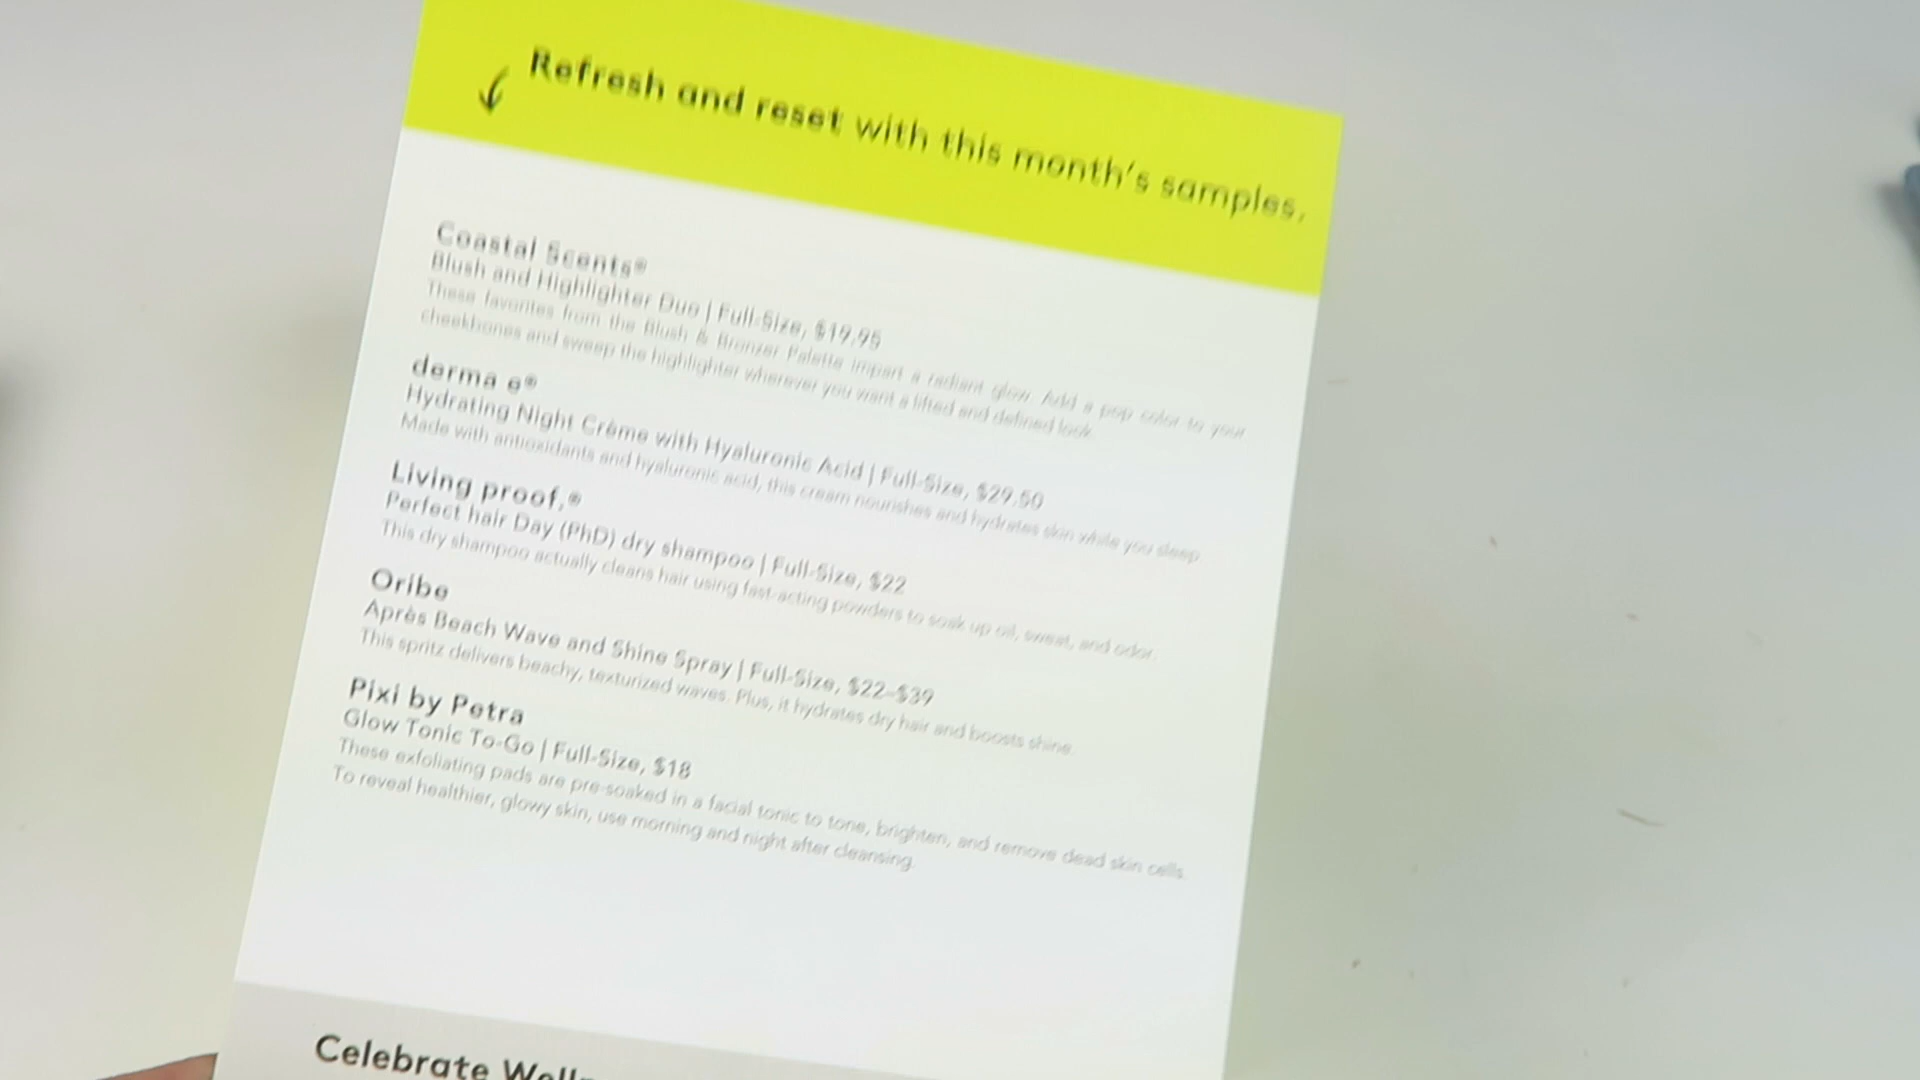 Refresh and reset with this month's samples.
Coastal Scents®
Blush and Highlighter Duo | Full-Size, $19.95
These favorites from the Blush & Bronzer Palette impart a radiant glow. Add a pop color to your
cheekbones and sweep the highlighter wherever you want a lifted and defined look.
derma e®
Hydrating Night Crème with Hyaluronic Acid | Full-Size, $29.50
Made with antioxidants and hyaluronic acid, this cream nourishes and hydrates skin while you sleep
Living proof.®
Perfect hair Day (PhD) dry shampoo | Full-Size, $22
This dry shampoo actually cleans hair using fast-acting powders to soak up oil, sweat, and odor.
Oribe
Après Beach Wave and Shine Spray | Full-Size, $22–$39
This spritz delivers beachy, texturized waves. Plus, it hydrates dry hair and boosts shine.
Pixi by Petra
Glow Tonic To-Go | Full-Size, $18
These exfoliating pads are pre-soaked in a facial tonic to tone, brighten, and remove dead skin cells
To reveal healthier, glowy skin, use morning and night after cleansing.
Celebrate